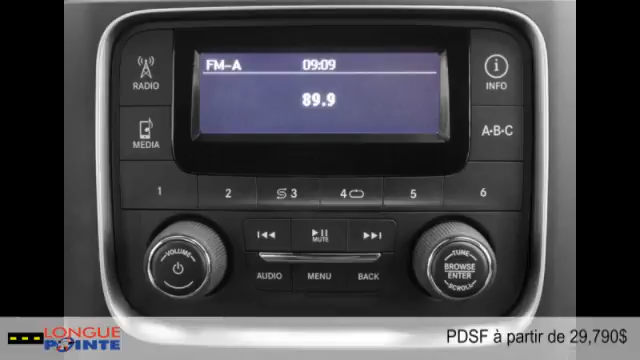 FM-A 09:09
89.9
RADIO
MEDIA
INFO
A-B-C
1 2 3 4 5 6
MUTE
VOLUME
AUDIO MENU BACK
TUNE
BROWSE
ENTER
SCROLL
LONGUE
POINTE
PDSF à partir de 29,790$